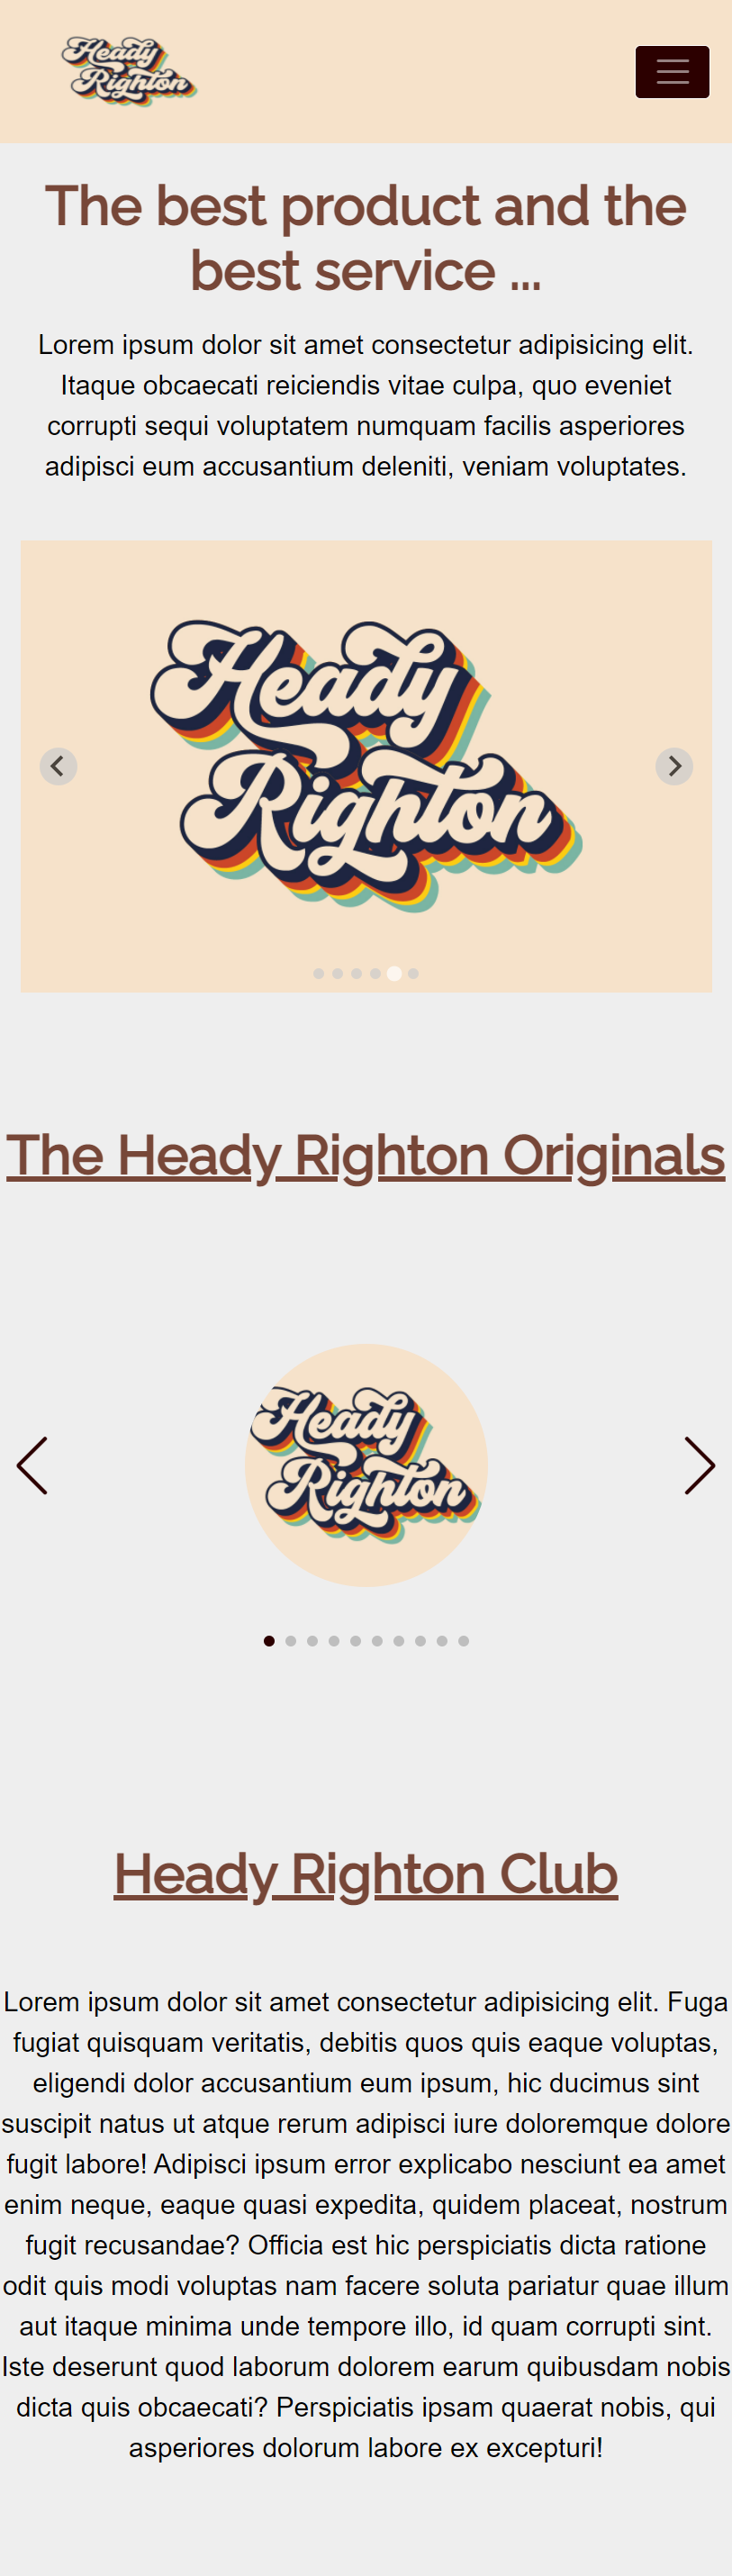 Heady
Righton
The best product and the
best service ...
Lorem ipsum dolor sit amet consectetur adipisicing elit.
Itaque obcaecati reiciendis vitae culpa, quo eveniet
corrupti sequi voluptatem numquam facilis asperiores
adipisci eum accusantium deleniti, veniam voluptates.
Heady
Righton
The Heady Righton Originals
Heady
Righton
Heady Righton Club
Lorem ipsum dolor sit amet consectetur adipisicing elit. Fuga
fugiat quisquam veritatis, debitis quos quis eaque voluptas,
eligendi dolor accusantium eum ipsum, hic ducimus sint
suscipit natus ut atque rerum adipisci iure doloremque dolore
fugit labore! Adipisci ipsum error explicabo nesciunt ea amet
enim neque, eaque quasi expedita, quidem placeat, nostrum
fugit recusandae? Officia est hic perspiciatis dicta ratione
odit quis modi voluptas nam facere soluta pariatur quae illum
aut itaque minima unde tempore illo, id quam corrupti sint.
Iste deserunt quod laborum dolorem earum quibusdam nobis
dicta quis obcaecati? Perspiciatis ipsam quaerat nobis, qui
asperiores dolorum labore ex excepturi!